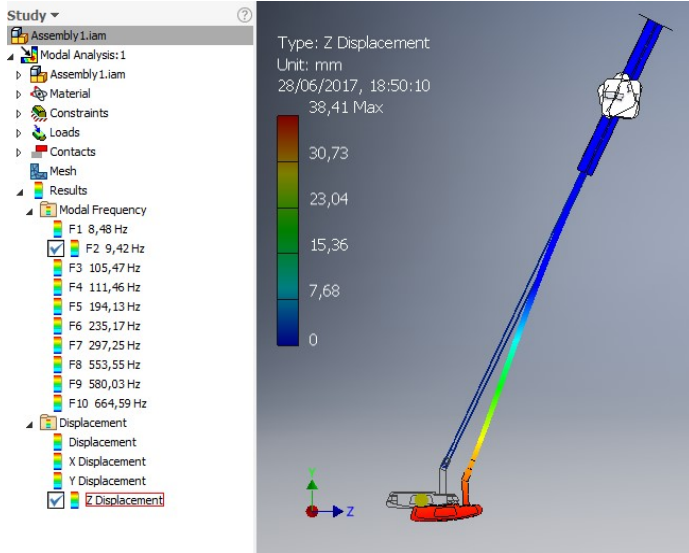 Study
Assembly1.iam
Modal Analysis:1
Assembly1.iam
Material
Constraints
Loads
Contacts
Mesh
Results
Modal Frequency
F1 8,48 Hz
F2 9,42 Hz
F3 105,47 Hz
F4 111,46 Hz
F5 194,13 Hz
F6 235,17 Hz
F7 297,25 Hz
F8 553,55 Hz
F9 580,03 Hz
F10 664,59 Hz
Displacement
Displacement
X Displacement
Y Displacement
Z Displacement
Type: Z Displacement
Unit: mm
28/06/2017, 18:50:10
38,41 Max
30,73
23,04
15,36
7,68
0
Y
Z